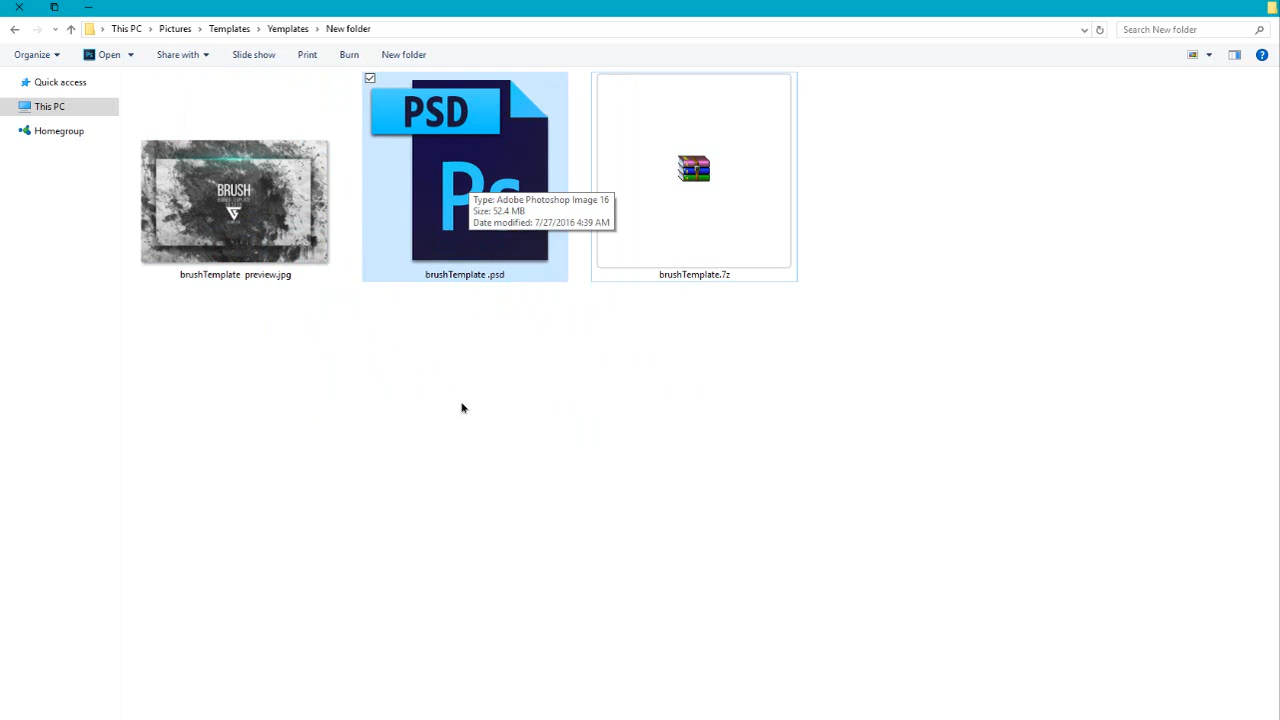 This PC > Pictures > Templates > Yemplates > New folder
Search New folder
Organize
Ps Open
Share with
Slide show
Print
Burn
New folder
Quick access
This PC
Homegroup
BRUSH
PSD
Ps
Type: Adobe Photoshop Image 16
Size: 52.4 MB
Date modified: 7/27/2016 4:39 AM
brushTemplate preview.jpg
brushTemplate .psd
brushTemplate.7z